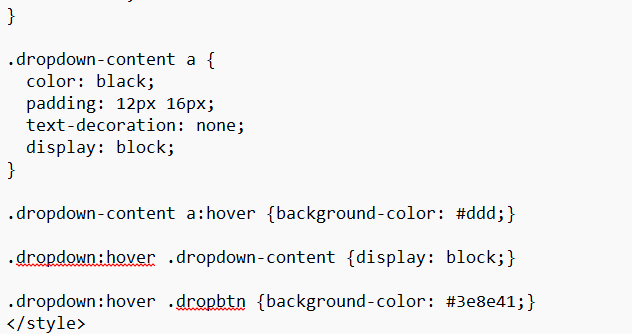 }
.dropdown-content a {
  color: black;
  padding: 12px 16px;
  text-decoration: none;
  display: block;
}
.dropdown-content a:hover {background-color: #ddd;}
.dropdown:hover .dropdown-content {display: block;}
.dropdown:hover .dropbtn {background-color: #3e8e41;}
</style>